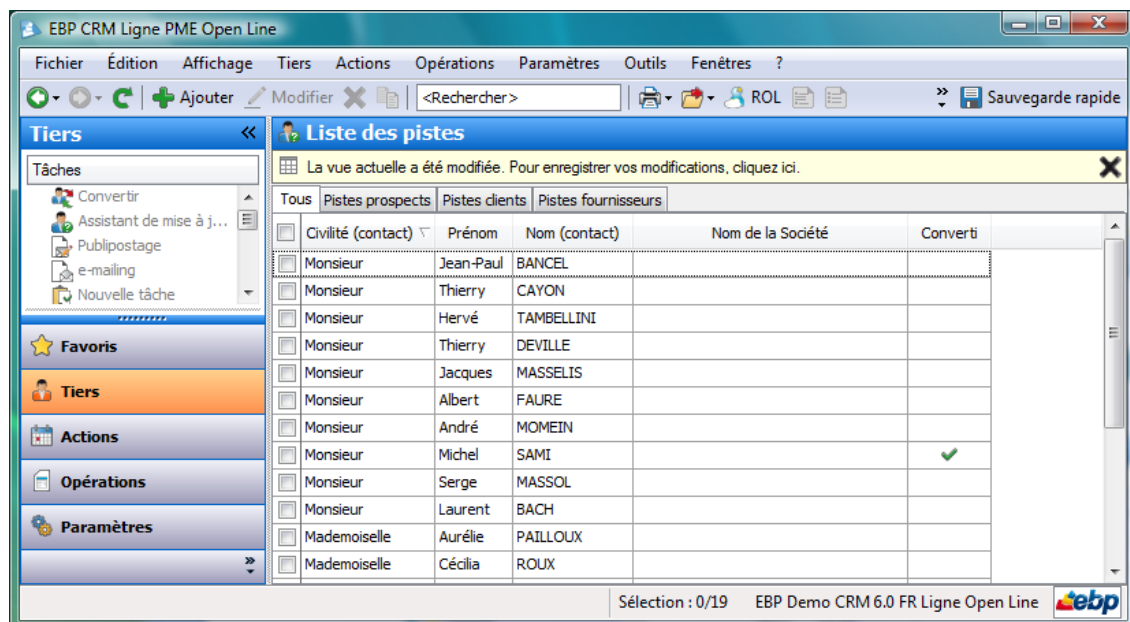 EBP CRM Ligne PME Open Line
Fichier Édition Affichage Tiers Actions Opérations Paramètres Outils Fenêtres ?
Ajouter Modifier <Rechercher> ROL Sauvegarde rapide
Tiers
Tâches
Convertir
Assistant de mise à j...
Publipostage
e-mailing
Nouvelle tâche
Favoris
Tiers
Actions
Opérations
Paramètres
Liste des pistes
La vue actuelle a été modifiée. Pour enregistrer vos modifications, cliquez ici.
Tous Pistes prospects Pistes clients Pistes fournisseurs
Civilité (contact) Prénom Nom (contact) Nom de la Société Converti
Monsieur Jean-Paul BANCEL
Monsieur Thierry CAYON
Monsieur Hervé TAMBELLINI
Monsieur Thierry DEVILLE
Monsieur Jacques MASSELIS
Monsieur Albert FAURE
Monsieur André MOMEIN
Monsieur Michel SAMI
Monsieur Serge MASSOL
Monsieur Laurent BACH
Mademoiselle Aurélie PAILLOUX
Mademoiselle Cécilia ROUX
Sélection : 0/19 EBP Demo CRM 6.0 FR Ligne Open Line ebp